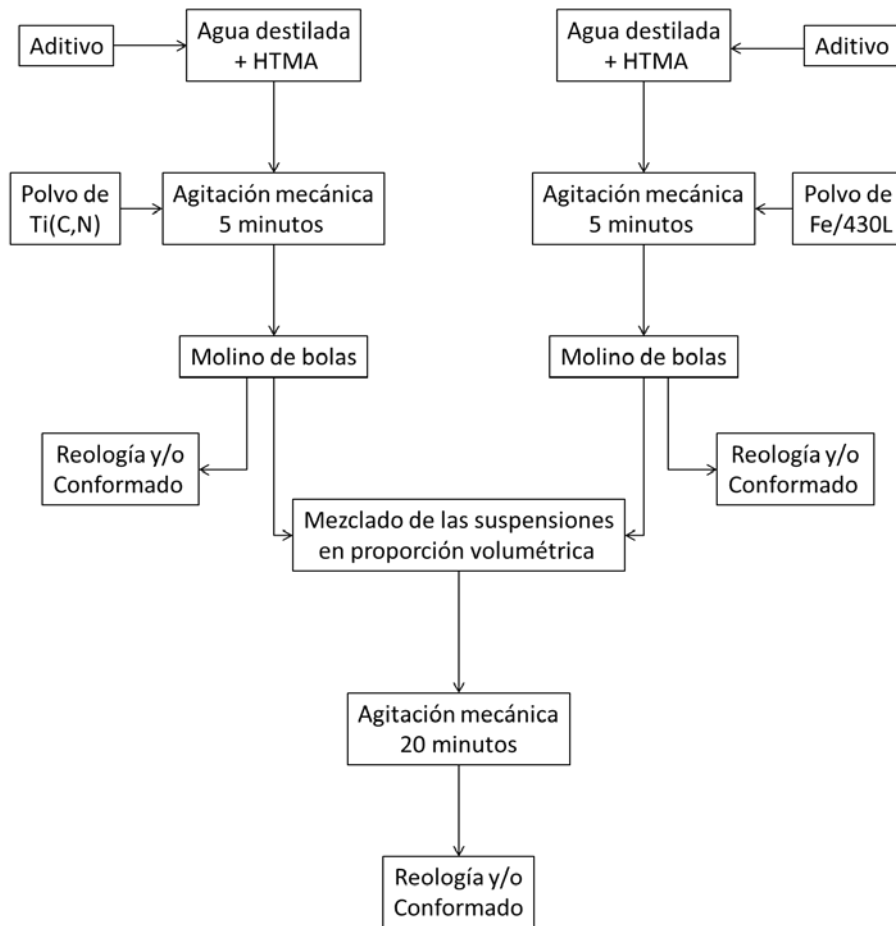 Aditivo
Agua destilada
+ HTMA
Agua destilada
+ HTMA
Aditivo
Polvo de
Ti(C,N)
Agitación mecánica
5 minutos
Agitación mecánica
5 minutos
Polvo de
Fe/430L
Molino de bolas
Molino de bolas
Reología y/o
Conformado
Reología y/o
Conformado
Mezclado de las suspensiones
en proporción volumétrica
Agitación mecánica
20 minutos
Reología y/o
Conformado